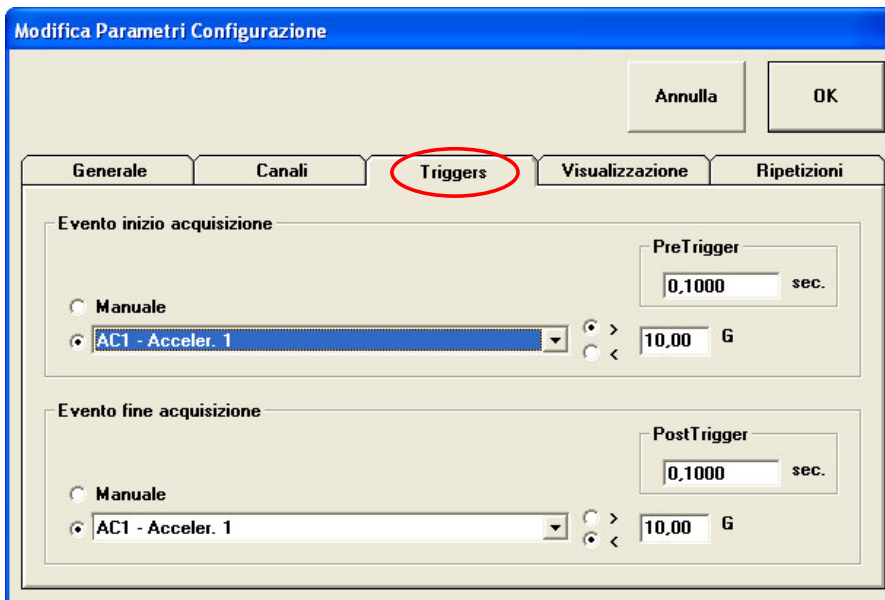 Modifica Parametri Configurazione
Annulla
OK
Generale
Canali
Triggers
Visualizzazione
Ripetizioni
Evento inizio acquisizione
PreTrigger
0,1000 sec.
Manuale
AC1 - Acceler. 1
>
<
10,00 G
Evento fine acquisizione
PostTrigger
0,1000 sec.
Manuale
AC1 - Acceler. 1
>
<
10,00 G